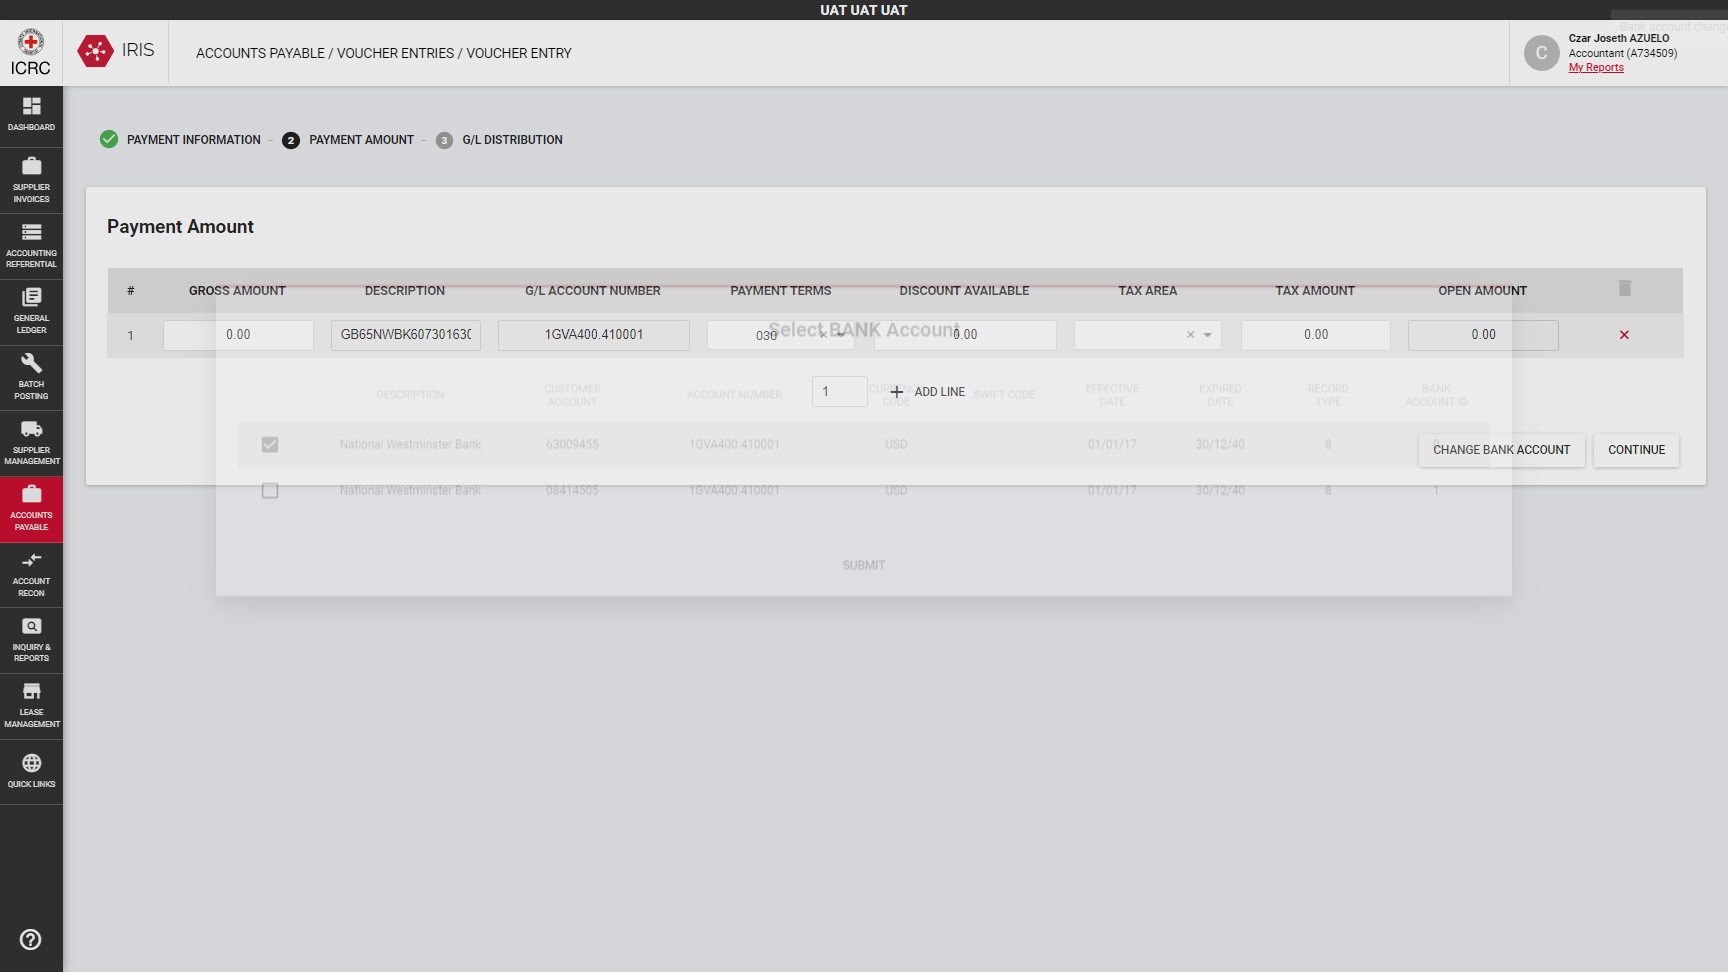 UAT UAT UAT
Bank account change
ICRC
IRIS
ACCOUNTS PAYABLE / VOUCHER ENTRIES / VOUCHER ENTRY
C
Czar Joseth AZUELO
Accountant (A734509)
My Reports
DASHBOARD
SUPPLIER
INVOICES
ACCOUNTING
REFERENTIAL
GENERAL
LEDGER
BATCH
POSTING
SUPPLIER
MANAGEMENT
ACCOUNTS
PAYABLE
ACCOUNT
RECON
INQUIRY &
REPORTS
LEASE
MANAGEMENT
QUICK LINKS
PAYMENT INFORMATION - 2 PAYMENT AMOUNT - 3 G/L DISTRIBUTION
Payment Amount
# GROSS AMOUNT DESCRIPTION G/L ACCOUNT NUMBER PAYMENT TERMS DISCOUNT AVAILABLE TAX AREA TAX AMOUNT OPEN AMOUNT
1 0.00 GB65NWBK607301630 1GVA400.410001 030 × 0.00 × 0.00 0.00
1 ADD LINE
CHANGE BANK ACCOUNT CONTINUE
Select BANK Account
DESCRIPTION CUSTOMER ACCOUNT ACCOUNT NUMBER CURRENCY CODE SWIFT CODE EFFECTIVE DATE EXPIRED DATE RECORD TYPE BANK ACCOUNT ID
National Westminster Bank 63009455 1GVA400.410001 USD 01/01/17 30/12/40 8
National Westminster Bank 08414505 1GVA400.410001 USD 01/01/17 30/12/40 8 1
SUBMIT